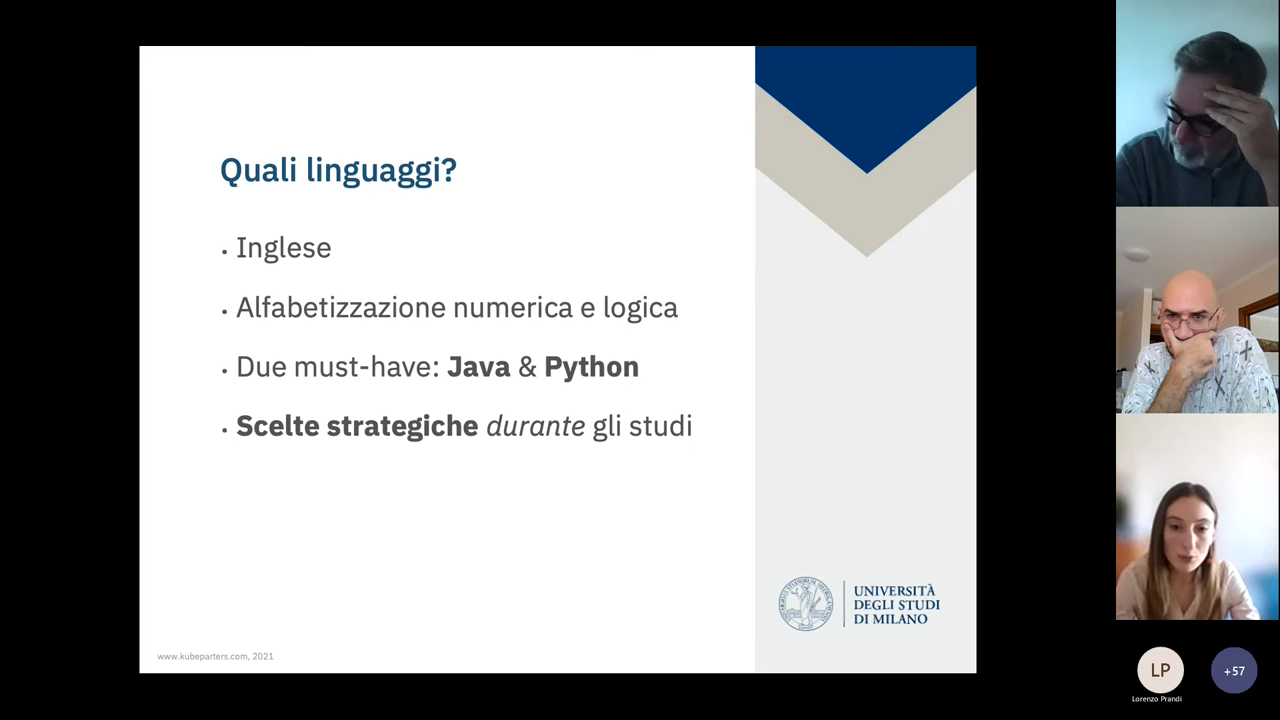 Quali linguaggi?
• Inglese
• Alfabetizzazione numerica e logica
• Due must-have: Java & Python
• Scelte strategiche durante gli studi
UNIVERSITÀ
DEGLI STUDI
DI MILANO
www.kubeparters.com, 2021
LP
Lorenzo Prandi
+57